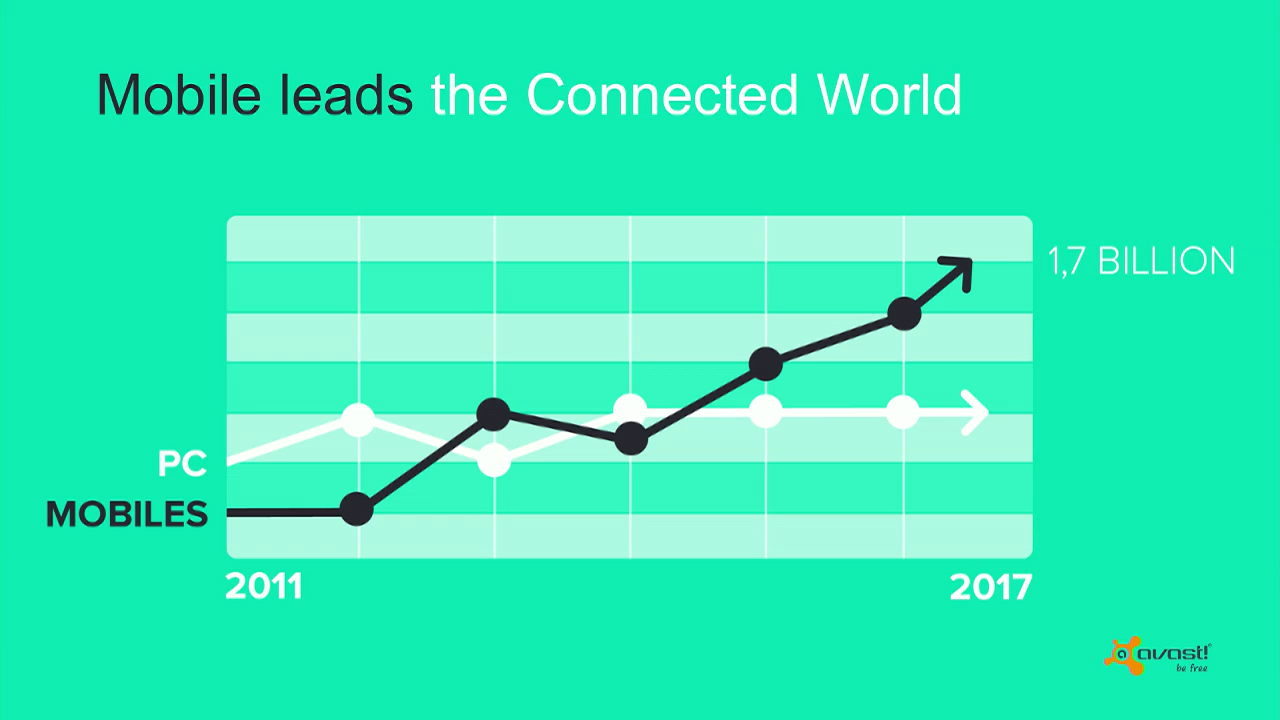 Mobile leads the Connected World
1,7 BILLION
PC
MOBILES
2011
2017
a avast!
be free